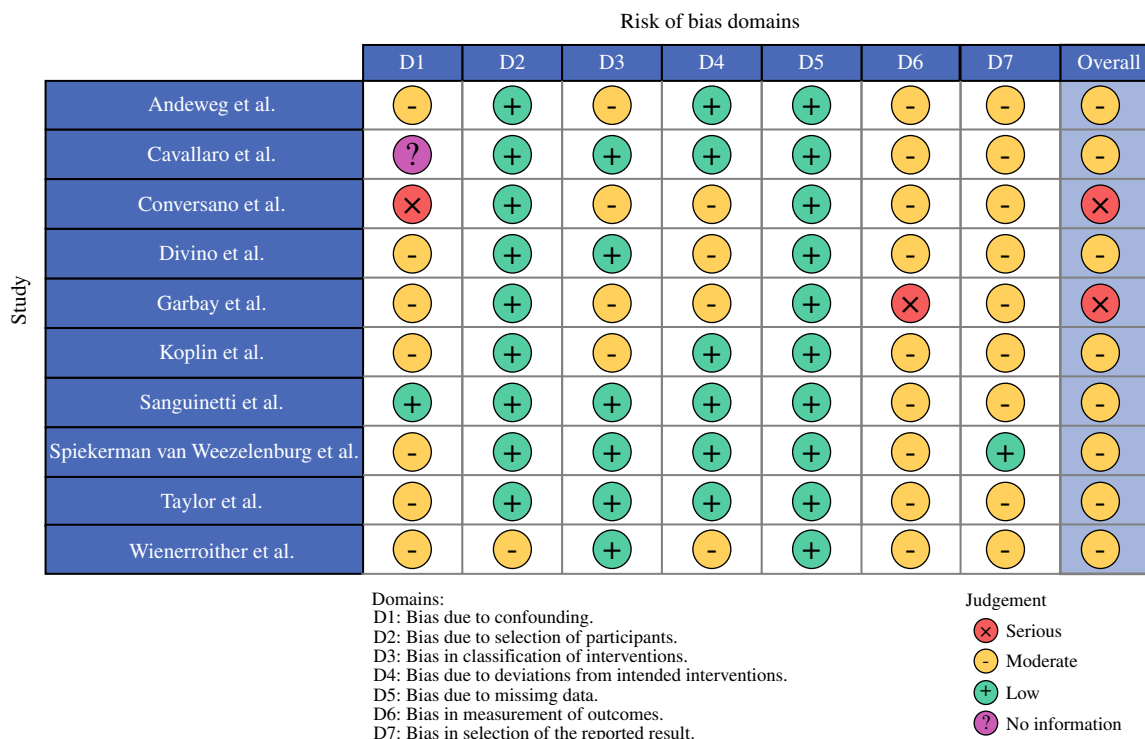 Risk of bias domains
D1 D2 D3 D4 D5 D6 D7 Overall
Study
Andeweg et al. - + - + + - - -
Cavallaro et al. ? + + + + - - -
Conversano et al. × + - - + - - ×
Divino et al. - + + - + - - -
Garbay et al. - + - - + × - ×
Koplin et al. - + - + + - - -
Sanguinetti et al. + + + + + - - -
Spiekerman van Weezelenburg et al. - + + + + - + -
Taylor et al. - + + + + - - -
Wienerroither et al. - - + - + - - -
Domains:
D1: Bias due to confounding.
D2: Bias due to selection of participants.
D3: Bias in classification of interventions.
D4: Bias due to deviations from intended interventions.
D5: Bias due to missimg data.
D6: Bias in measurement of outcomes.
D7: Bias in selection of the reported result.
Judgement
× Serious
- Moderate
+ Low
? No information